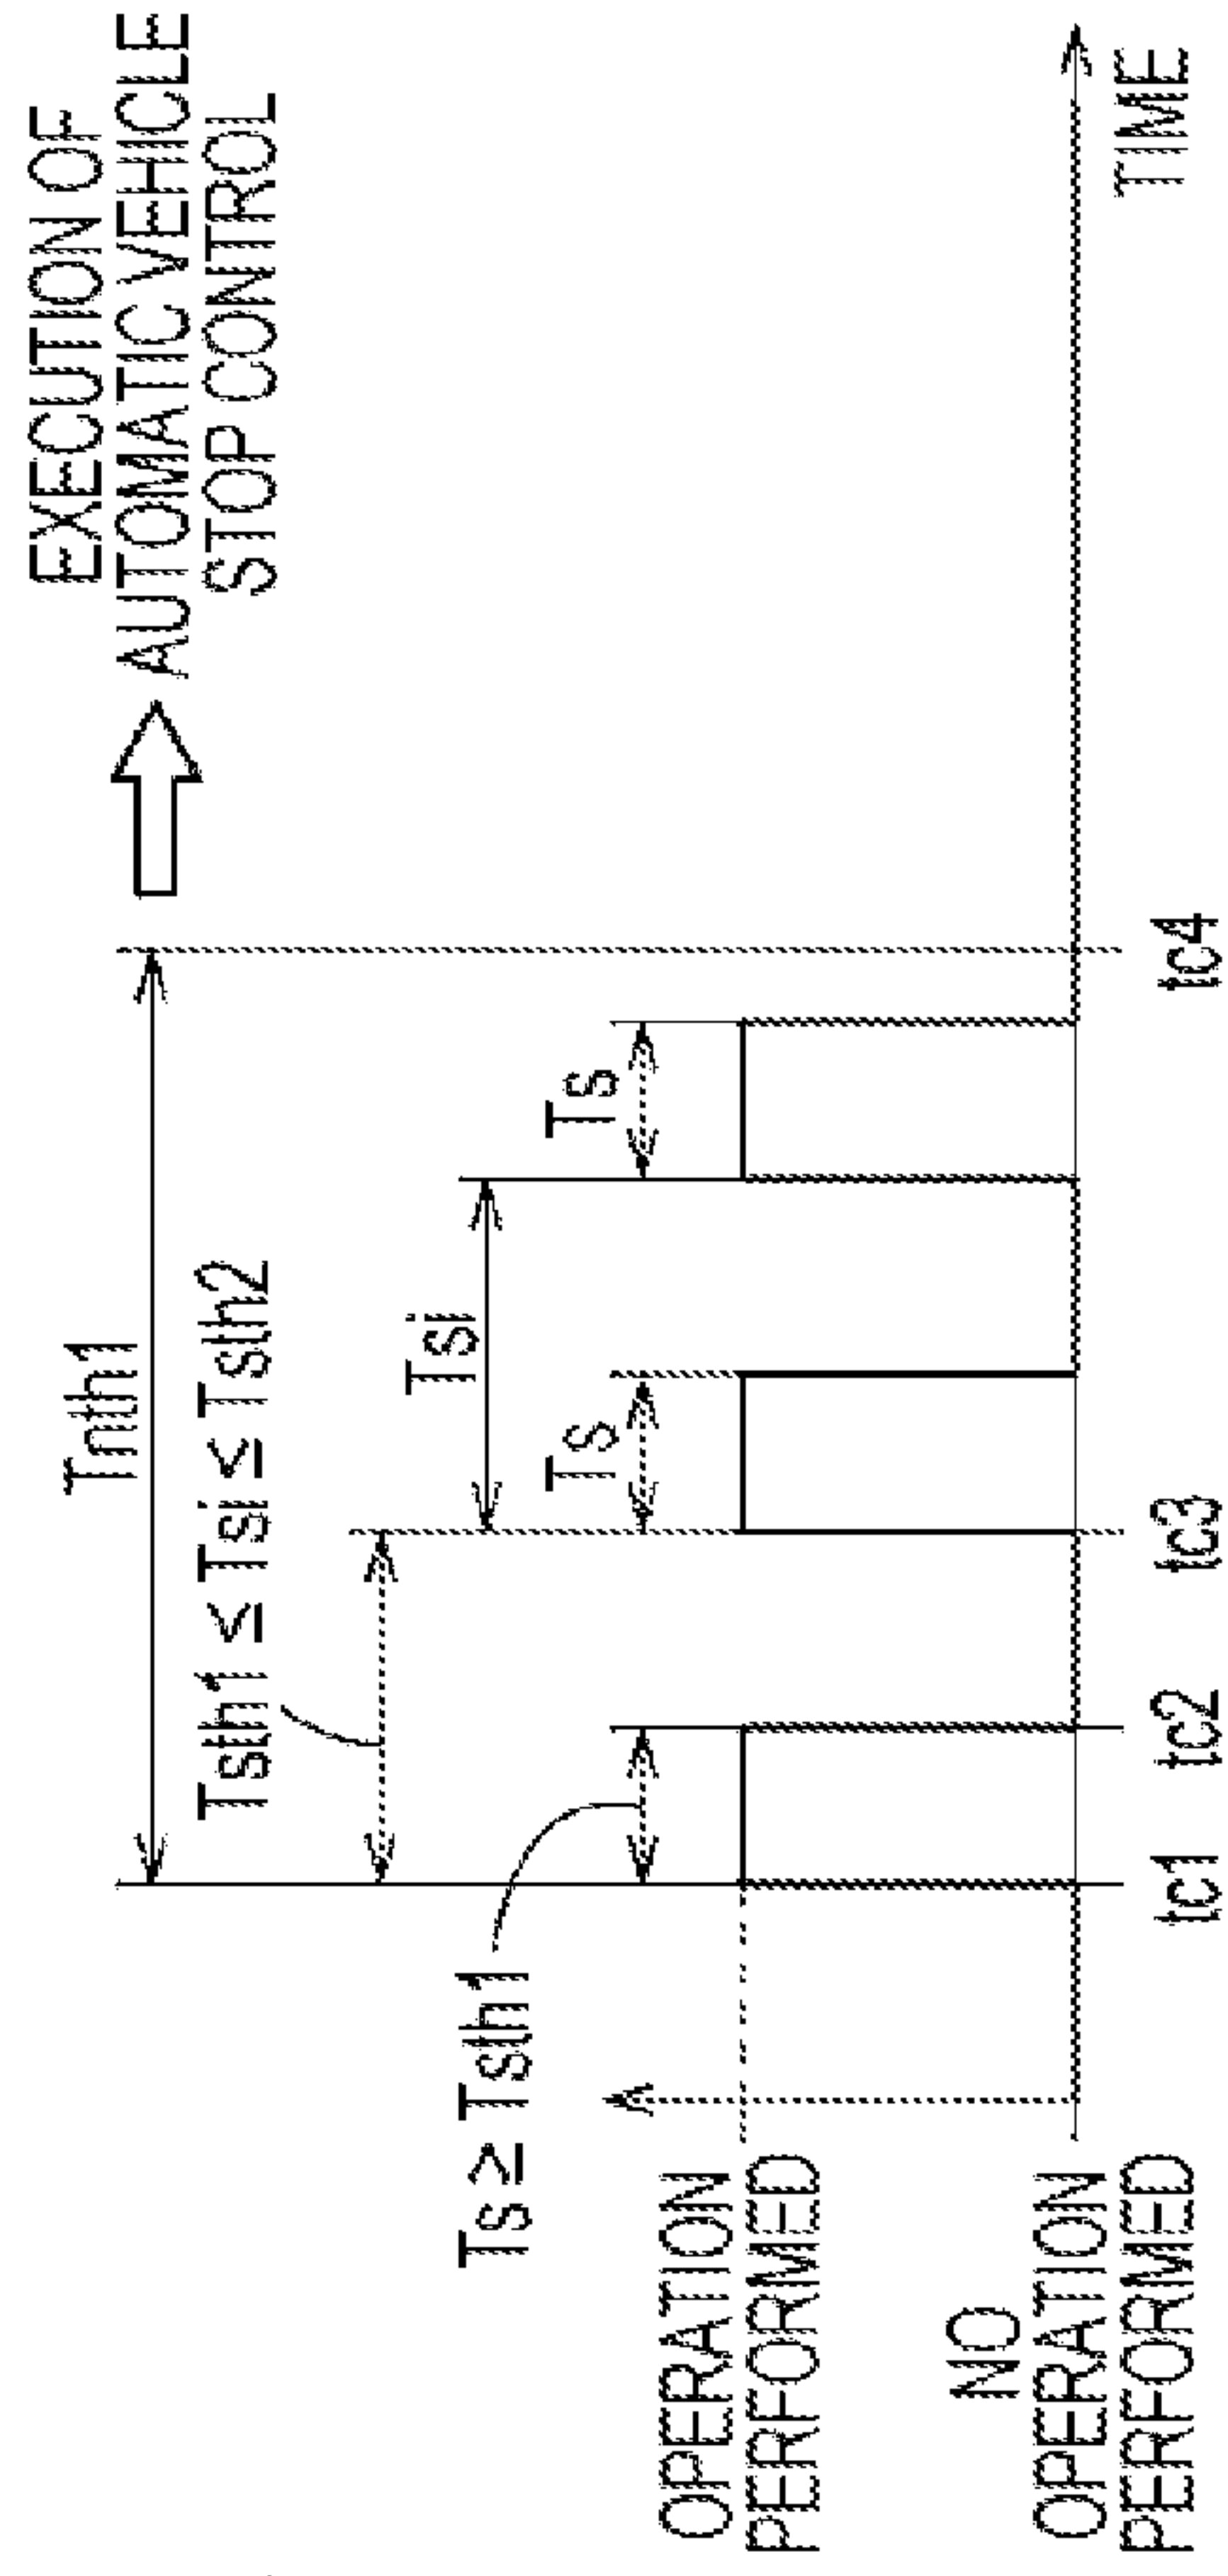 EXECUTION OF
AUTOMATIC VEHICLE
STOP CONTROL
Tnth1
Tsth1 ≤ Tsi ≤ Tsth2
Tsi
Ts ≥ Tsth1
Ts
Ts
OPERATION
PERFORMED
NO
OPERATION
PERFORMED
tc1
tc2
tc3
tc4
TIME